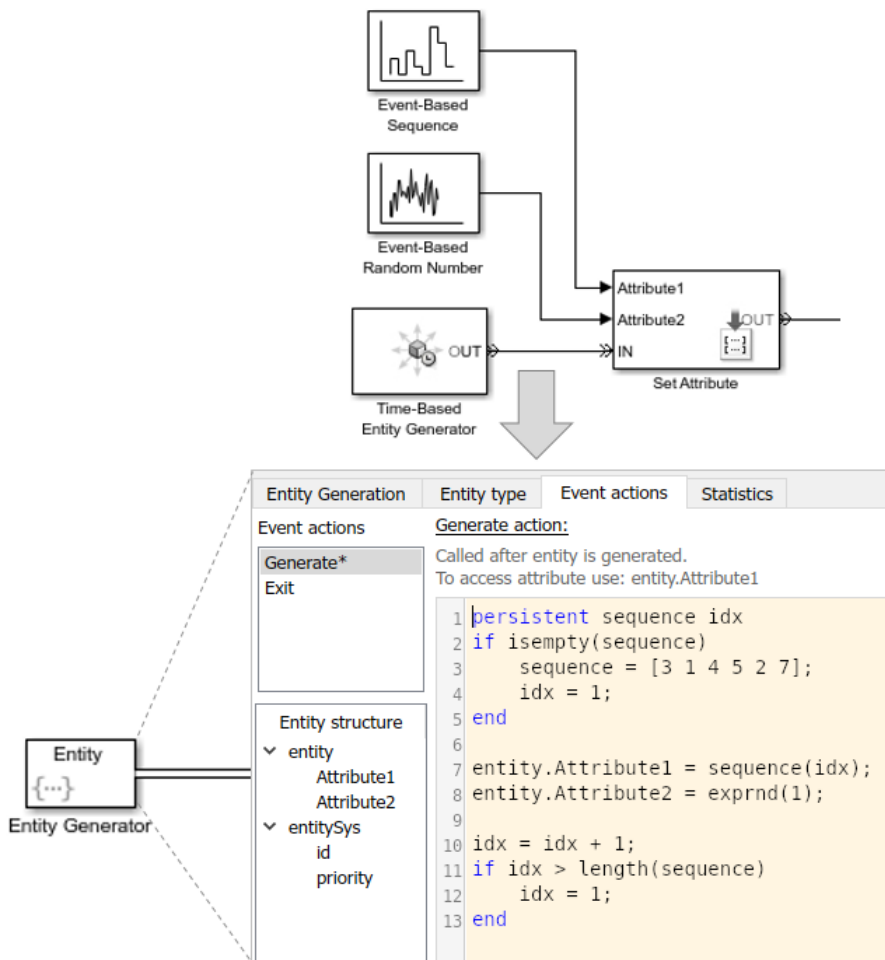 Event-Based
Sequence
Event-Based
Random Number
Attribute1
Attribute2
OUT
IN
Set Attribute
OUT
Time-Based
Entity Generator
Entity Generation
Entity type
Event actions
Statistics
Event actions
Generate*
Exit
Generate action:
Called after entity is generated.
To access attribute use: entity.Attribute1
1 persistent sequence idx
2 if isempty(sequence)
3     sequence = [3 1 4 5 2 7];
4     idx = 1;
5 end
6
7 entity.Attribute1 = sequence(idx);
8 entity.Attribute2 = exprnd(1);
9
10 idx = idx + 1;
11 if idx > length(sequence)
12     idx = 1;
13 end
Entity structure
entity
Attribute1
Attribute2
entitySys
id
priority
Entity
{...}
Entity Generator